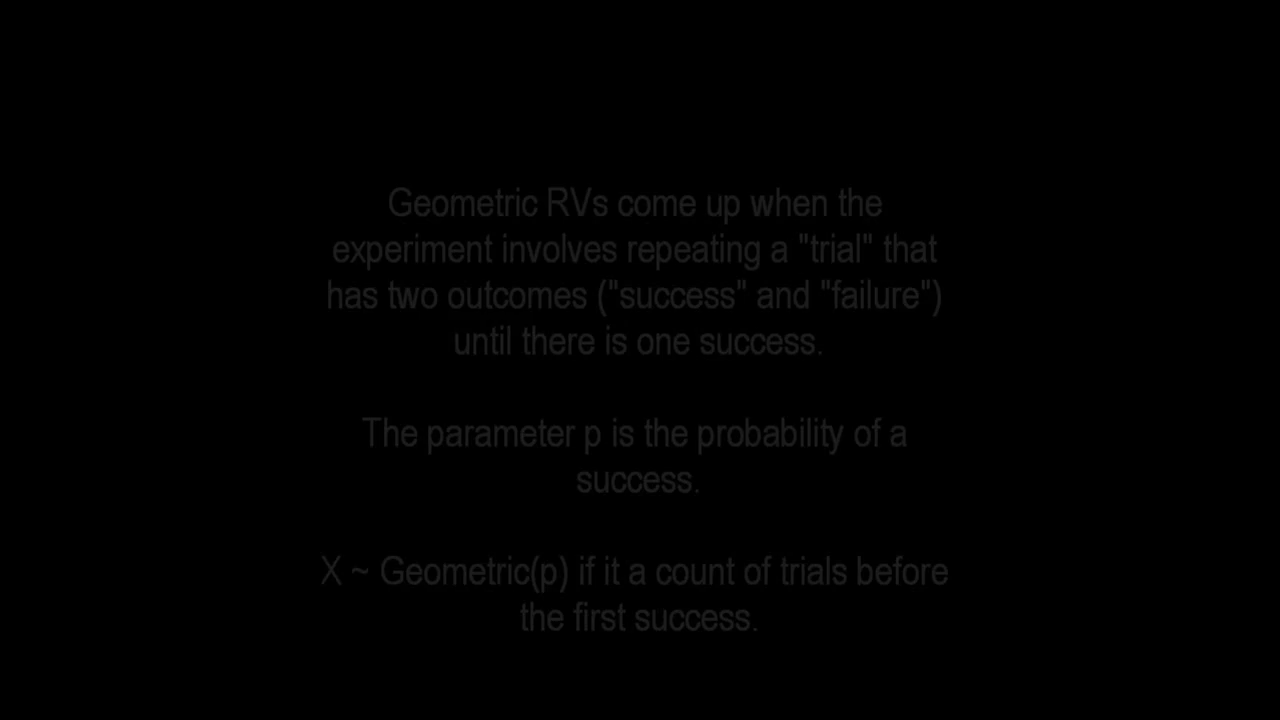 Geometric RVs come up when the
experiment involves repeating a "trial" that
has two outcomes ("success" and "failure")
until there is one success.
The parameter p is the probability of a
success.
X ~ Geometric(p) if it a count of trials before
the first success.